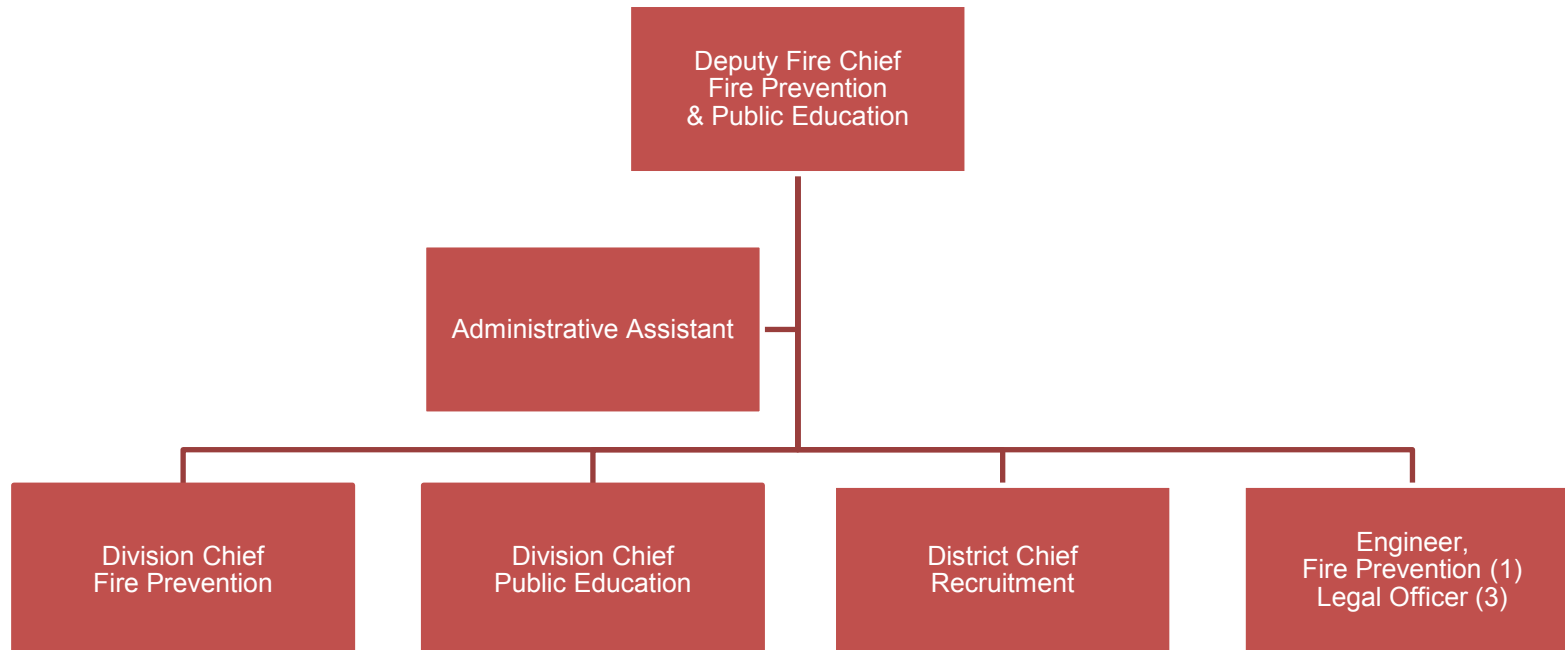 Deputy Fire Chief
Fire Prevention
& Public Education
Administrative Assistant
Division Chief
Fire Prevention
Division Chief
Public Education
District Chief
Recruitment
Engineer,
Fire Prevention (1)
Legal Officer (3)